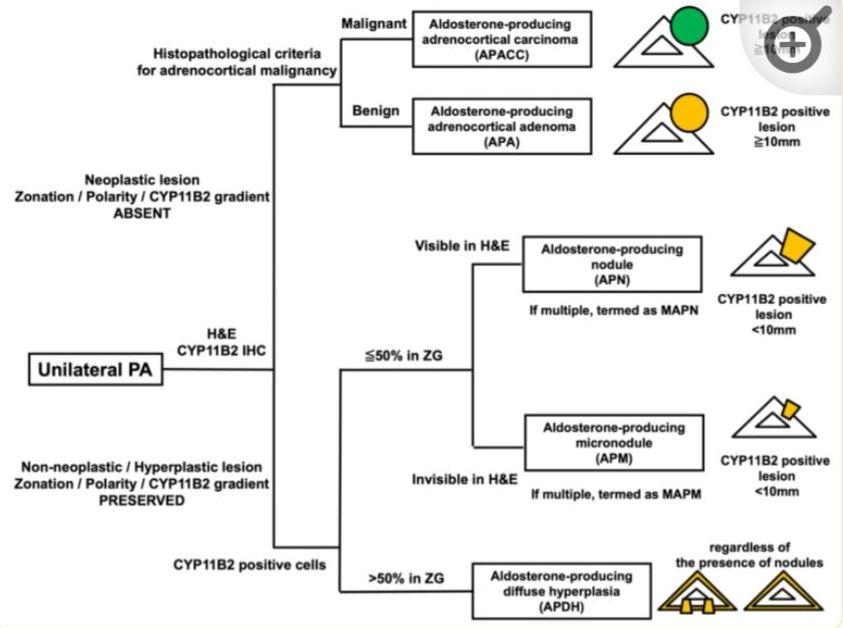 Malignant
Aldosterone-producing
adrenocortical carcinoma
(APACC)
CYP11B2 positive
lesion
≧10mm
Histopathological criteria
for adrenocortical malignancy
Benign
Aldosterone-producing
adrenocortical adenoma
(APA)
CYP11B2 positive
lesion
≧10mm
Neoplastic lesion
Zonation / Polarity / CYP11B2 gradient
ABSENT
Visible in H&E
Aldosterone-producing
nodule
(APN)
If multiple, termed as MAPN
CYP11B2 positive
lesion
<10mm
H&E
CYP11B2 IHC
Unilateral PA
≦50% in ZG
Aldosterone-producing
micronodule
(APM)
Invisible in H&E
If multiple, termed as MAPM
CYP11B2 positive
lesion
<10mm
Non-neoplastic / Hyperplastic lesion
Zonation / Polarity / CYP11B2 gradient
PRESERVED
CYP11B2 positive cells
>50% in ZG
Aldosterone-producing
diffuse hyperplasia
(APDH)
regardless of
the presence of nodules